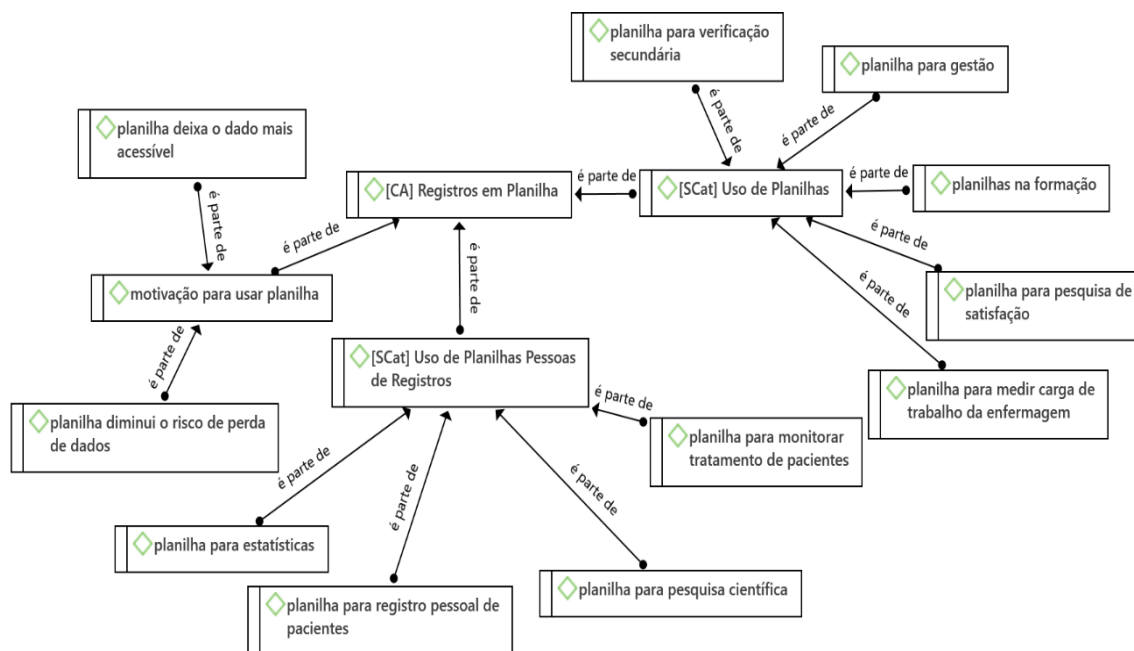 planilha para verificação
secundária
planilha para gestão
é parte de
é parte de
planilha deixa o dado mais
acessível
é parte de
[CA] Registros em Planilha
é parte de
[SCat] Uso de Planilhas
é parte de
planilhas na formação
é parte de
é parte de
é parte de
é parte de
motivação para usar planilha
planilha para pesquisa de
satisfação
é parte de
[SCat] Uso de Planilhas Pessoas
de Registros
planilha para medir carga de
trabalho da enfermagem
é parte de
planilha diminui o risco de perda
de dados
planilha para monitorar
tratamento de pacientes
é parte de
é parte de
é parte de
planilha para estatísticas
planilha para pesquisa científica
planilha para registro pessoal de
pacientes